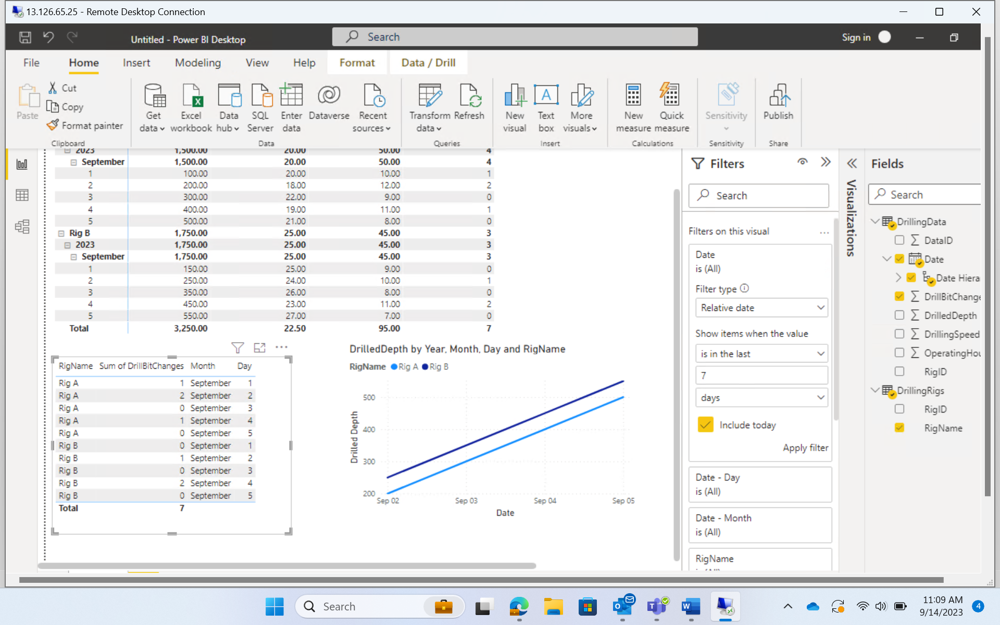 13.126.65.25 - Remote Desktop Connection
Untitled - Power BI Desktop
Search
Sign in
File Home Insert Modeling View Help Format Data / Drill
Paste
Cut
Copy
Format painter
Clipboard
Get data
Excel workbook
Data hub
SQL Server
Enter data
Dataverse
Recent sources
Data
Transform data
Refresh
Queries
New visual
Text box
More visuals
Insert
New measure
Quick measure
Calculations
Sensitivity
Sensitivity
Publish
Share
2023 1,500.00 20.00 50.00 4
September 1,500.00 20.00 50.00 4
1 100.00 20.00 10.00 1
2 200.00 18.00 12.00 2
3 300.00 22.00 9.00 0
4 400.00 19.00 11.00 1
5 500.00 21.00 8.00 0
Rig B 1,750.00 25.00 45.00 3
2023 1,750.00 25.00 45.00 3
September 1,750.00 25.00 45.00 3
1 150.00 25.00 9.00 0
2 250.00 24.00 10.00 1
3 350.00 26.00 8.00 0
4 450.00 23.00 11.00 2
5 550.00 27.00 7.00 0
Total 3,250.00 22.50 95.00 7
RigName Sum of DrillBitChanges Month Day
Rig A 1 September 1
Rig A 2 September 2
Rig A 0 September 3
Rig A 1 September 4
Rig A 0 September 5
Rig B 0 September 1
Rig B 1 September 2
Rig B 0 September 3
Rig B 2 September 4
Rig B 0 September 5
Total 7
DrilledDepth by Year, Month, Day and RigName
RigName Rig A Rig B
Drilled Depth
500
400
300
200
Sep 02 Sep 03 Sep 04 Sep 05
Date
Filters
Search
Filters on this visual
Date
is (All)
Filter type
Relative date
Show items when the value
is in the last
7
days
Include today
Apply filter
Date - Day
is (All)
Date - Month
is (All)
RigName
Visualizations
Fields
Search
DrillingData
DataID
Date
Date Hiera
DrillBitChange
DrilledDepth
DrillingSpeed
OperatingHou
RigID
DrillingRigs
RigID
RigName
Search
11:09 AM
9/14/2023
4